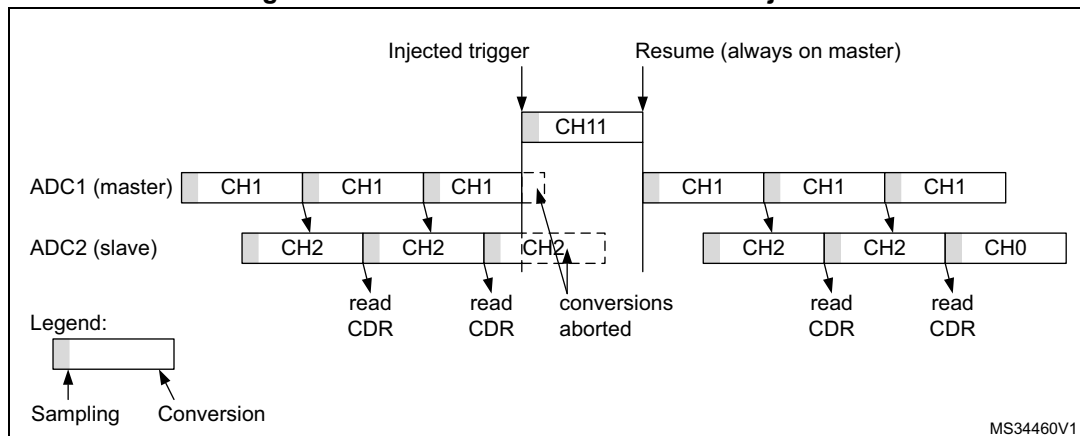 Injected trigger
Resume (always on master)
CH11
ADC1 (master)
CH1
CH1
CH1
CH1
CH1
CH1
ADC2 (slave)
CH2
CH2
CH2
CH2
CH2
CH0
read
CDR
read
CDR
conversions
aborted
read
CDR
read
CDR
Legend:
Sampling
Conversion
MS34460V1